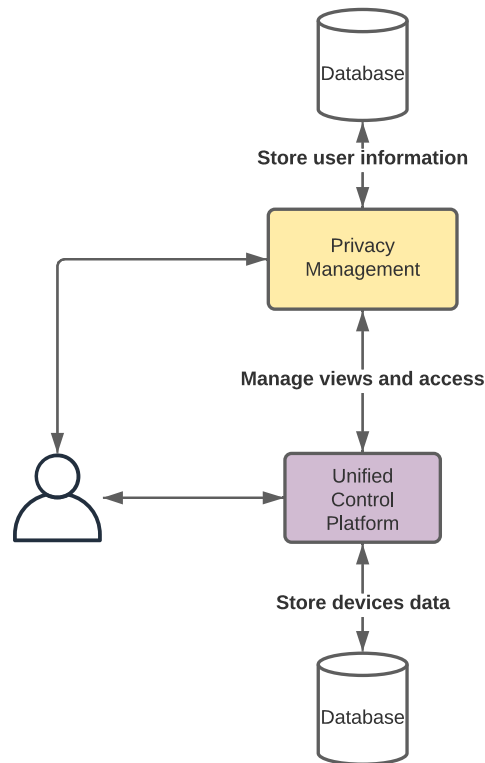 Database
Store user information
Privacy
Management
Manage views and access
Unified
Control
Platform
Store devices data
Database